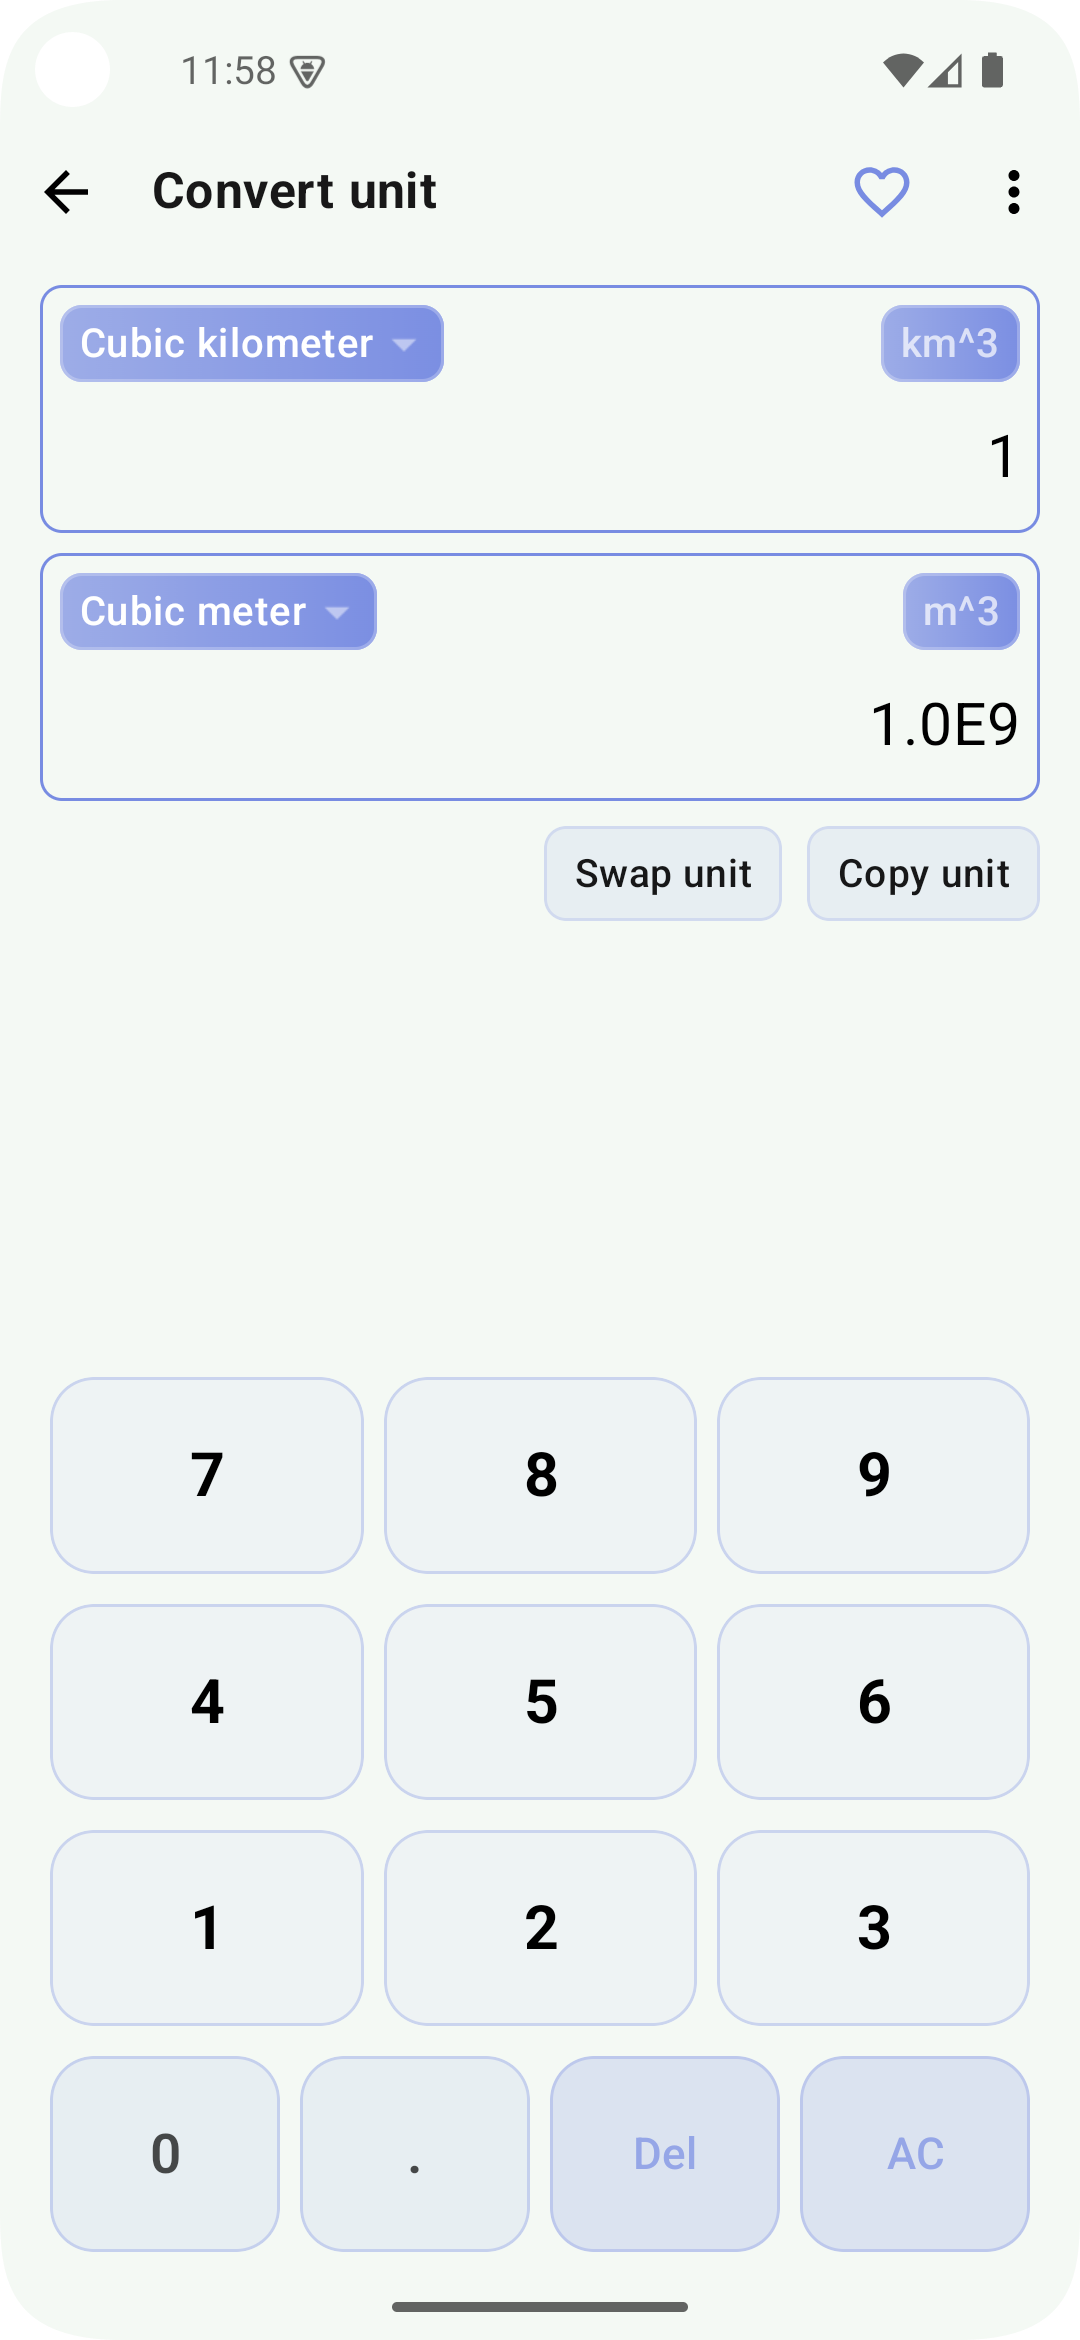 11:58
Convert unit
Cubic kilometer km^3
1
Cubic meter m^3
1.0E9
Swap unit Copy unit
7 8 9
4 5 6
1 2 3
0 . Del AC